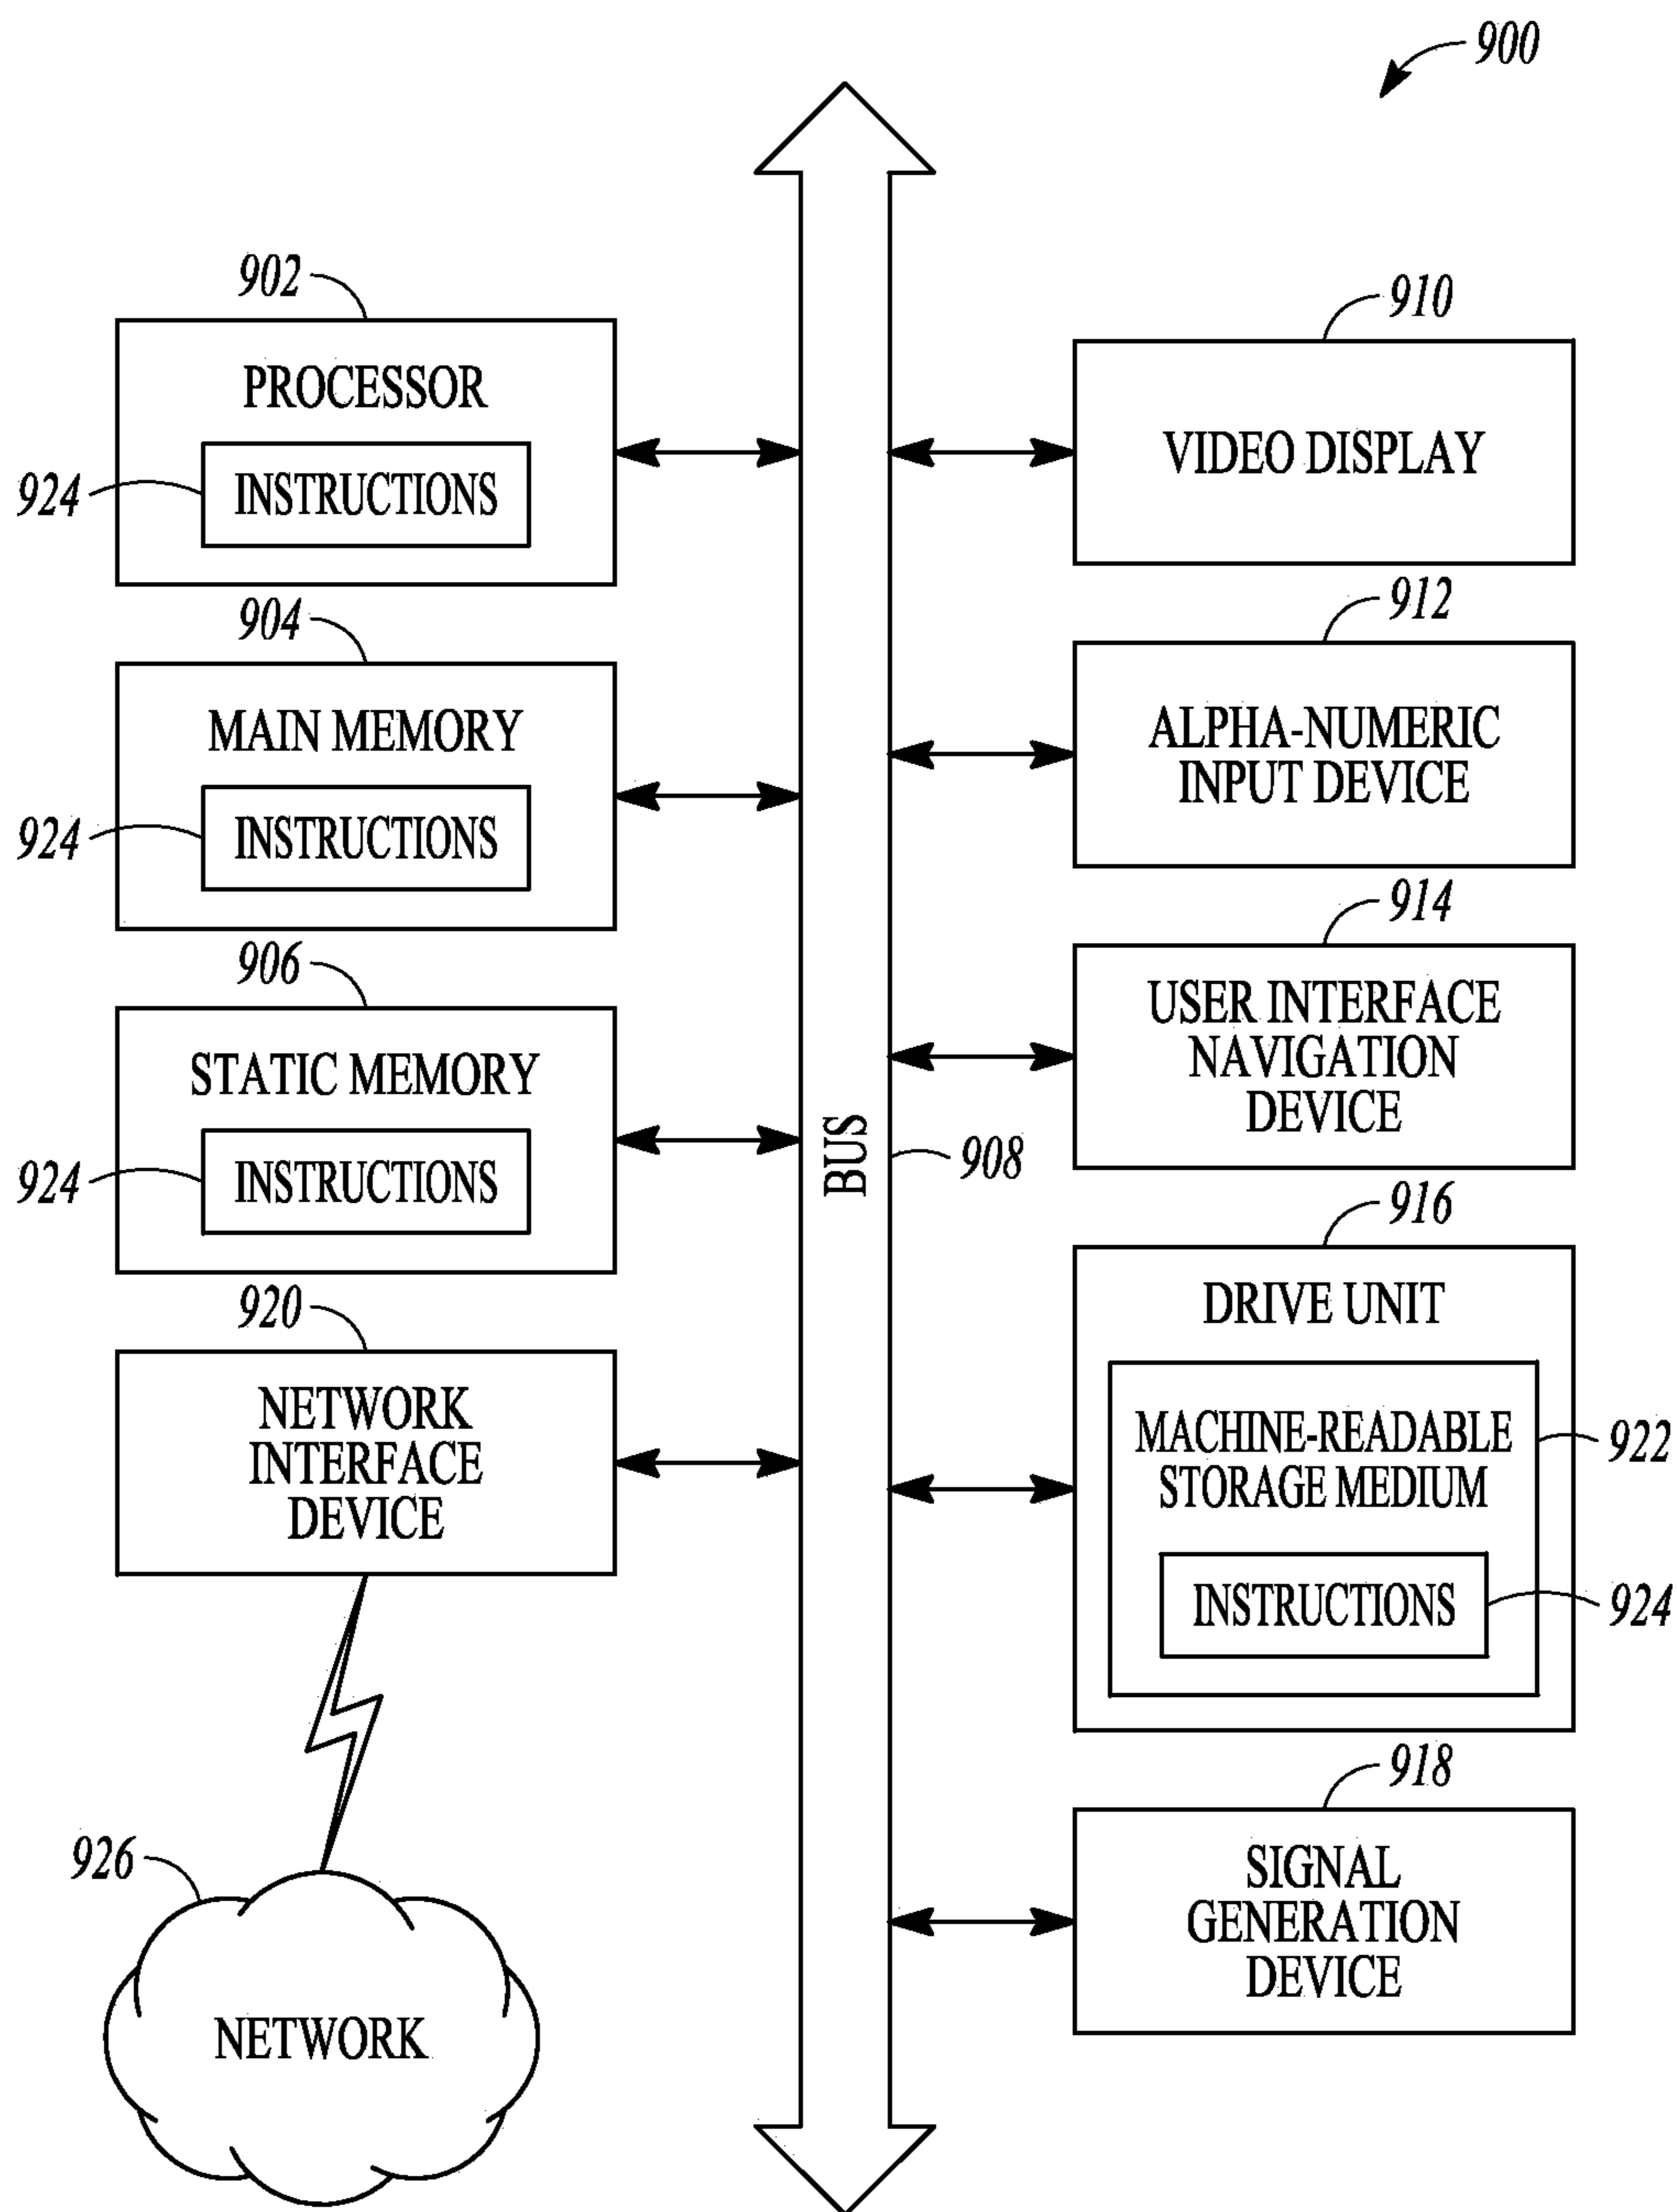 900
902
PROCESSOR
924
INSTRUCTIONS
904
MAIN MEMORY
924
INSTRUCTIONS
906
STATIC MEMORY
924
INSTRUCTIONS
920
NETWORK
INTERFACE
DEVICE
926
NETWORK
BUS
908
910
VIDEO DISPLAY
912
ALPHA-NUMERIC
INPUT DEVICE
914
USER INTERFACE
NAVIGATION
DEVICE
916
DRIVE UNIT
MACHINE-READABLE
STORAGE MEDIUM
922
INSTRUCTIONS
924
918
SIGNAL
GENERATION
DEVICE